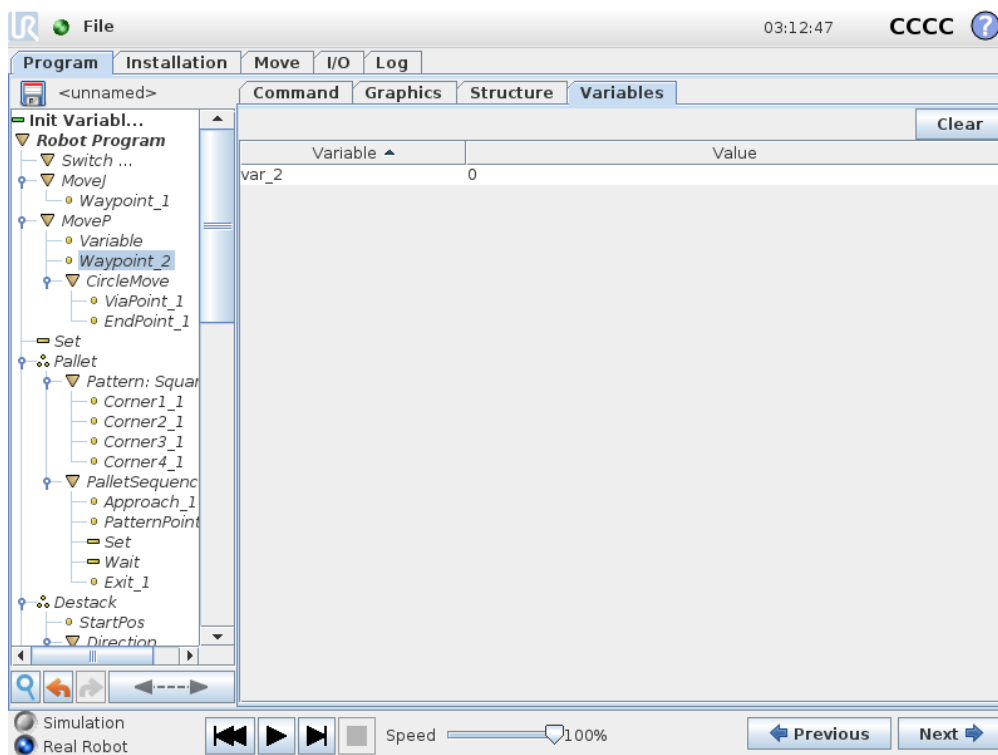 File
03:12:47
CCCC
?
Program
Installation
Move
I/O
Log
<unnamed>
Command
Graphics
Structure
Variables
Clear
Init Variabl...
Robot Program
Switch ...
MoveJ
Waypoint_1
MoveP
Variable
Waypoint_2
CircleMove
ViaPoint_1
EndPoint_1
Set
Pallet
Pattern: Squar
Corner1_1
Corner2_1
Corner3_1
Corner4_1
PalletSequenc
Approach_1
PatternPoint
Set
Wait
Exit_1
Destack
StartPos
Direction
Variable
Value
var_2
0
Simulation
Real Robot
Speed
100%
Previous
Next